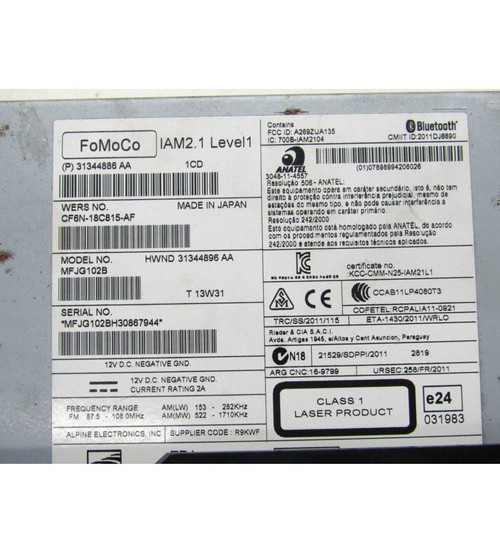 FoMoCo
IAM2.1 Level1
(P) 31344886 AA 1CD
WERS NO. MADE IN JAPAN
CF6N-18C815-AF
MODEL NO. HWND 31344896 AA
MFJG102B
T 13W31
SERIAL NO.
*MFJG102BH30867944*
12V D.C. NEGATIVE GND.
12V D.C. NEGATIVE GND.
CURRENT RATING 2A
FREQUENCY RANGE AM(LW) 153 - 282KHz
FM 87.5 - 108.0MHz AM(MW) 522 - 1710KHz
ALPINE ELECTRONICS, INC SUPPLIER CODE : R9KWF
Contains
FCC ID: A269ZUA135
IC: 700B-IAM2104
Bluetooth
CMIIT ID:2011DJ6690
ANATEL
3048-11-4557
(01)07898994206026
Resolução 506 - ANATEL:
Este equipamento opera em caráter secundário, isto é, não tem
direito à proteção contra interferência prejudicial, mesmo de
estações do mesmo tipo, e não pode causar interferência a
sistemas operando em caráter primário.
Este equipamento está homologado pela ANATEL, de acordo
com os procedimentos regulamentados pela Resolução
242/2000 e atende aos requisitos técnicos aplicados.
Resolução 242/2000
certificate no.
:KCC-CMM-N25-IAM21L1
CE
CCAB11LP4080T3
COFETEL:RCPALIA11-0921
TRC/SS/2011/115 ETA-1430/2011/WRLO
Rieder & CIA S.A.C.I.
Av. Artigas 1945, e/Altos y Cent Asuncion, Paraguay
N18 21529/SDPPI/2011 2619
ARG CNC:16-9799 URSEC:256/FR/2011
CLASS 1
LASER PRODUCT
e24
031983